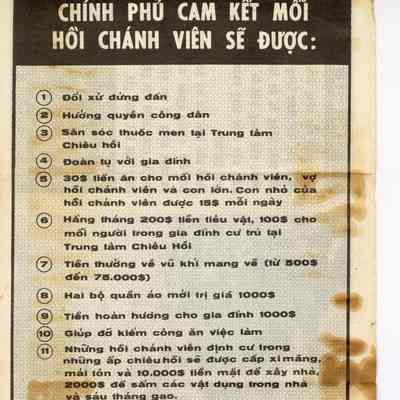 CHÍNH PHỦ CAM KẾT MỖI
HỒI CHÁNH VIÊN SẼ ĐƯỢC:
1 Đối xử đứng đắn
2 Hưởng quyền công dân
3 Săn sóc thuốc men tại Trung tâm
Chiêu hồi
4 Đoàn tụ với gia đình
5 30$ tiền ăn cho mỗi hồi chánh viên, vợ
hồi chánh viên và con lớn. Con nhỏ của
hồi chánh viên được 15$ mỗi ngày
6 Hằng tháng 200$ tiền tiêu vặt, 100$ cho
mỗi người trong gia đình cư trú tại
Trung tâm Chiêu Hồi
7 Tiền thưởng về vũ khí mang về (từ 500$
đến 75.000$)
8 Hai bộ quần áo mới trị giá 1000$
9 Tiền hoàn hương cho gia đình 1000$
10 Giúp đỡ kiếm công ăn việc làm
11 Những hồi chánh viên định cư trong
những ấp chiêu hồi sẽ được cấp xi măng,
mái tôn và 10.000$ tiền mặt để xây nhà,
2000$ để sắm các vật dụng trong nhà
và sáu tháng gạo.